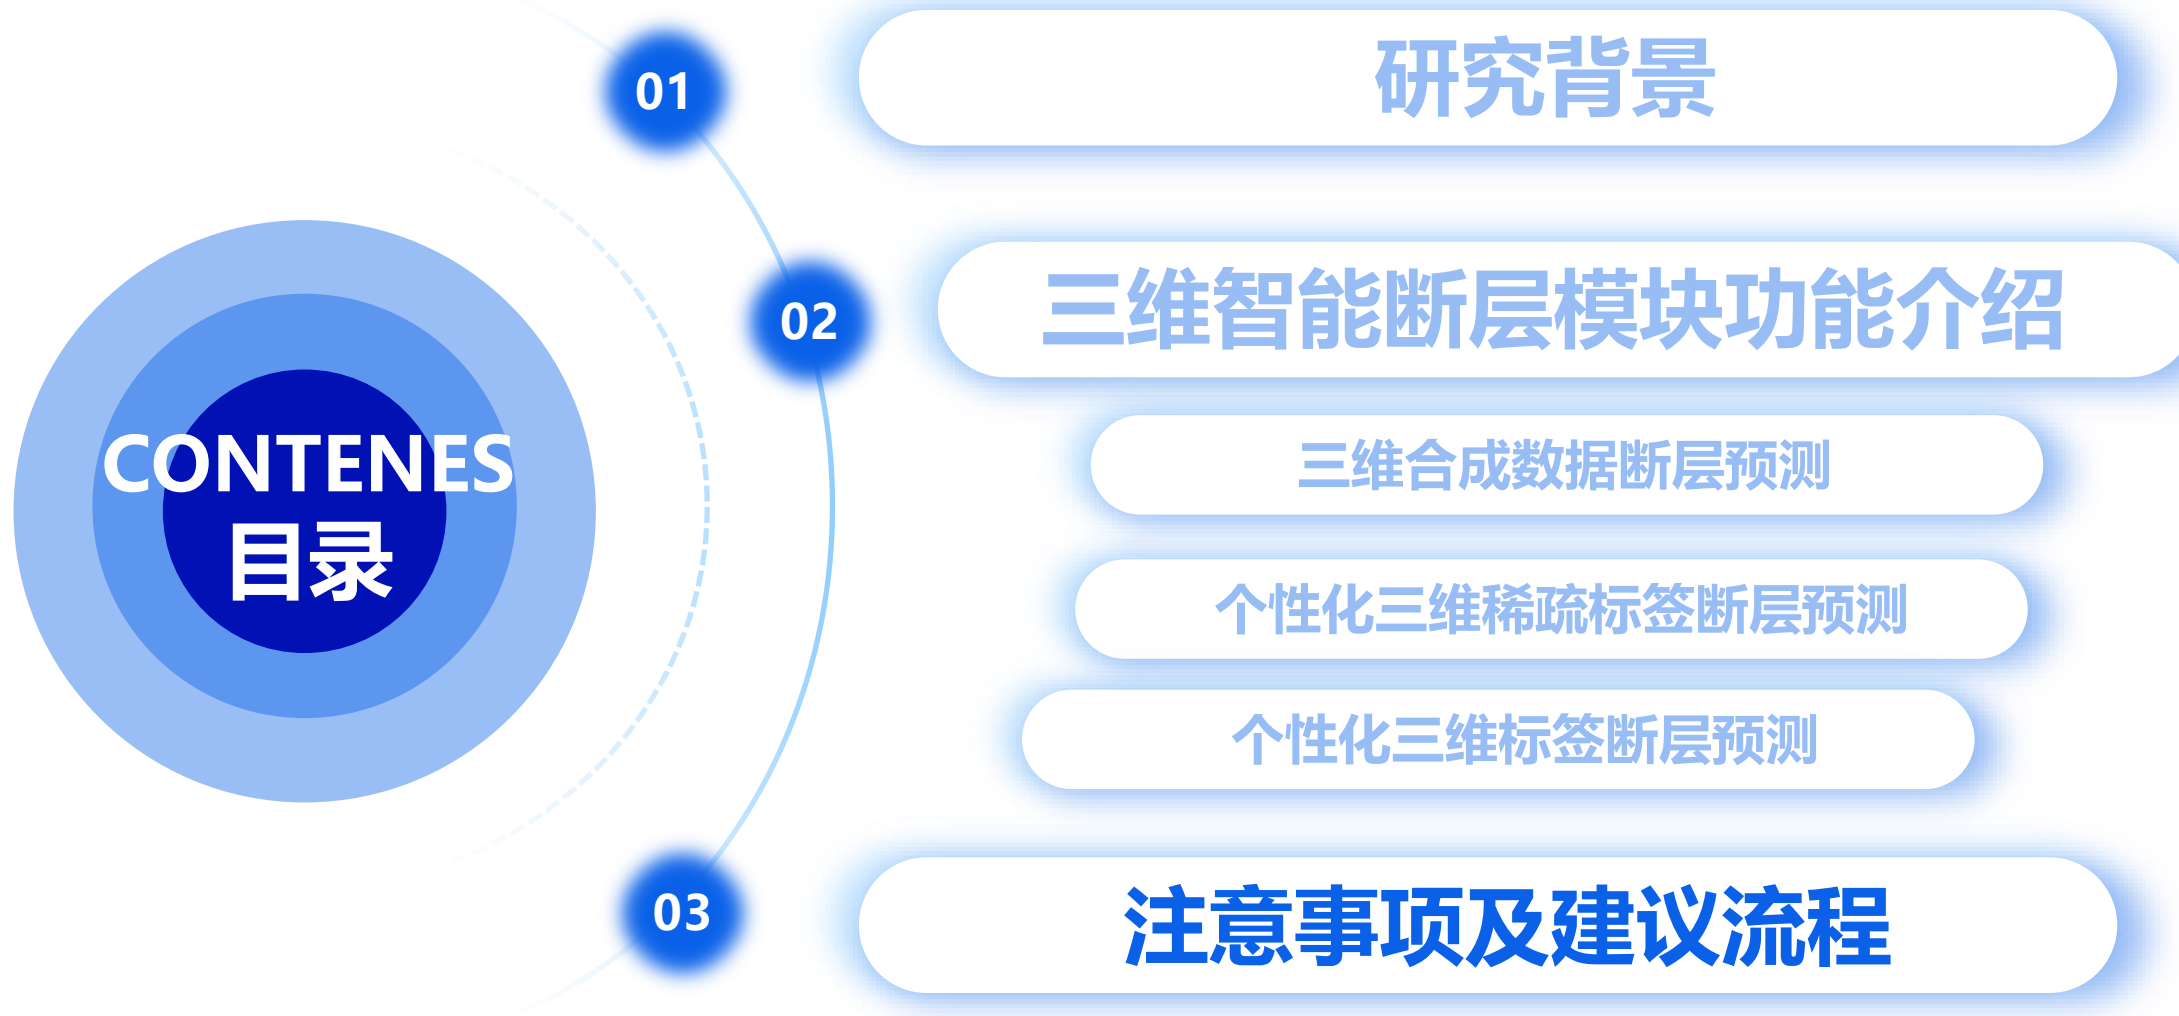 CONTENES
目录
01
研究背景
02
三维智能断层模块功能介绍
三维合成数据断层预测
个性化三维稀疏标签断层预测
个性化三维标签断层预测
03
注意事项及建议流程